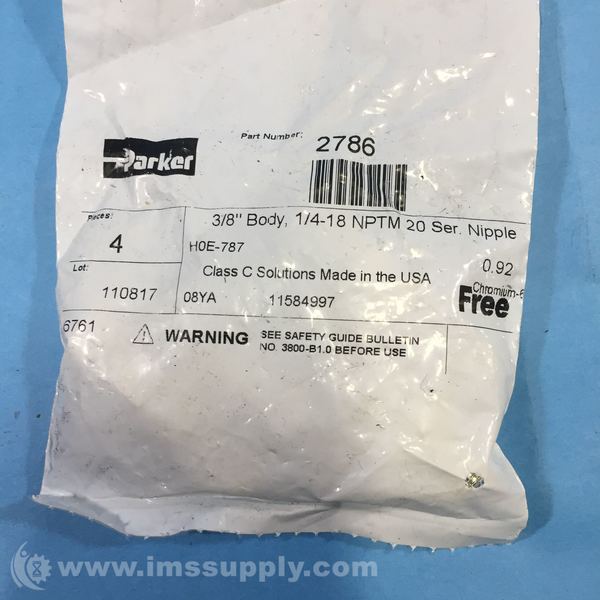 Parker
Part Number: 2786
3/8" Body, 1/4-18 NPTM 20 Ser. Nipple
Pieces: 4
H0E-787
0.92
Class C Solutions Made in the USA
Chromium-6 Free
Lot: 110817
08YA 11584997
6761
WARNING SEE SAFETY GUIDE BULLETIN
NO. 3800-B1.0 BEFORE USE
www.imssupply.com